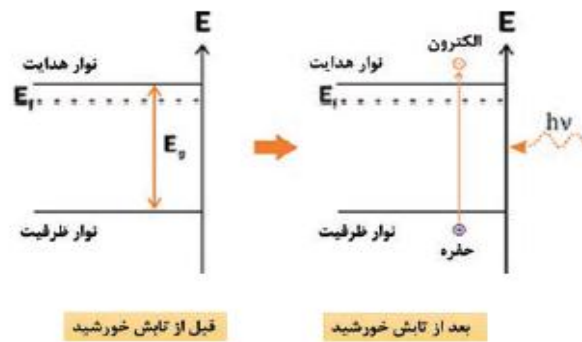 E
نوار هدایت
E_f
E_g
نوار ظرفیت
قبل از تابش خورشید
E
الکترون
نوار هدایت
E_f
hν
نوار ظرفیت
حفره
بعد از تابش خورشید